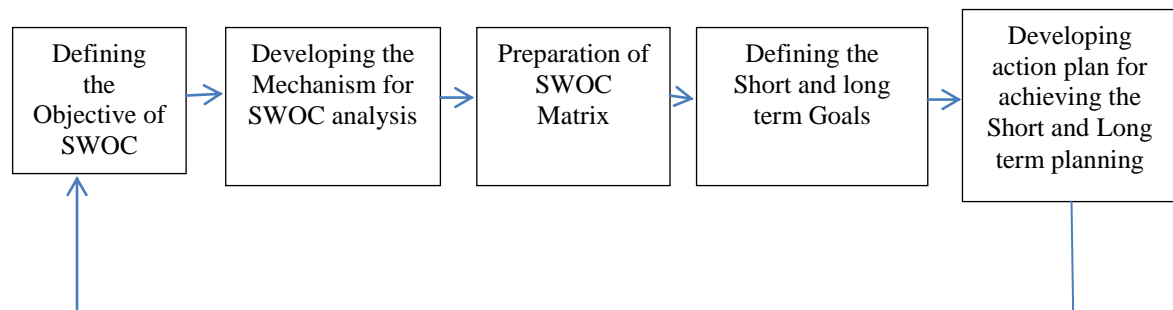 Defining
the
Objective of
SWOC
Developing the
Mechanism for
SWOC analysis
Preparation of
SWOC
Matrix
Defining the
Short and long
term Goals
Developing
action plan for
achieving the
Short and Long
term planning